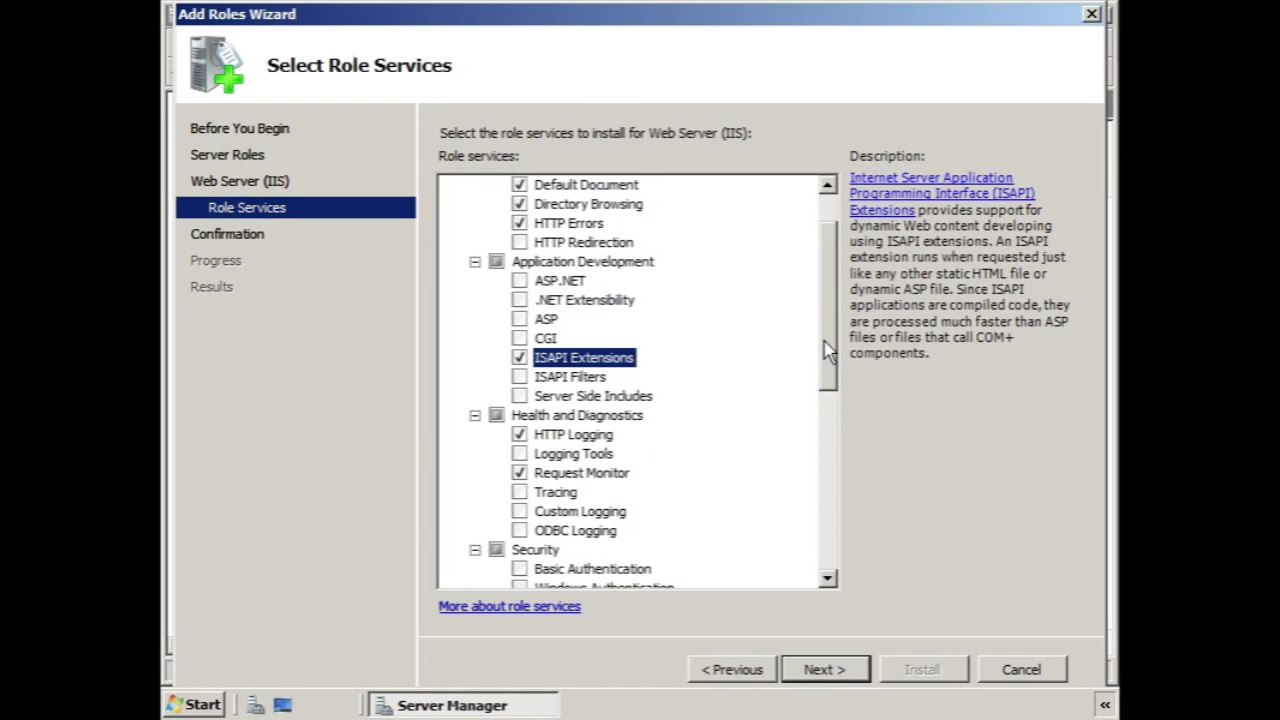 Add Roles Wizard
Select Role Services
Before You Begin
Server Roles
Web Server (IIS)
Role Services
Confirmation
Progress
Results
Select the role services to install for Web Server (IIS):
Role services:
Default Document
Directory Browsing
HTTP Errors
HTTP Redirection
Application Development
ASP.NET
.NET Extensibility
ASP
CGI
ISAPI Extensions
ISAPI Filters
Server Side Includes
Health and Diagnostics
HTTP Logging
Logging Tools
Request Monitor
Tracing
Custom Logging
ODBC Logging
Security
Basic Authentication
Windows Authentication
More about role services
Description:
Internet Server Application
Programming Interface (ISAPI)
Extensions provides support for
dynamic Web content developing
using ISAPI extensions. An ISAPI
extension runs when requested just
like any other static HTML file or
dynamic ASP file. Since ISAPI
applications are compiled code, they
are processed much faster than ASP
files or files that call COM+
components.
< Previous
Next >
Install
Cancel
Start
Server Manager
«